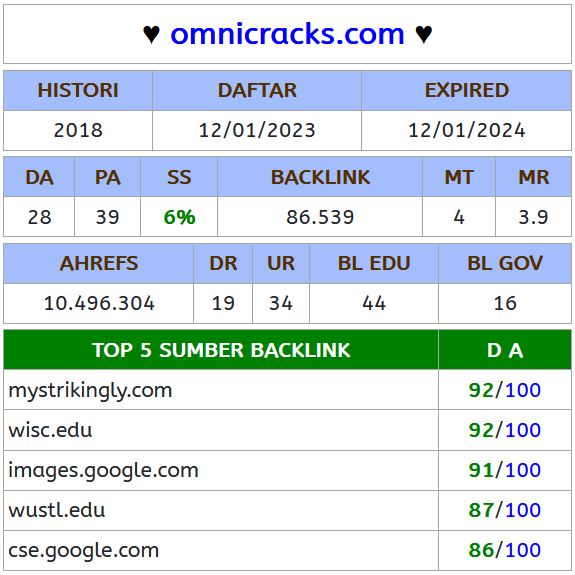 ♥ omnicracks.com ♥
HISTORI DAFTAR EXPIRED
2018 12/01/2023 12/01/2024
DA PA SS BACKLINK MT MR
28 39 6% 86.539 4 3.9
AHREFS DR UR BL EDU BL GOV
10.496.304 19 34 44 16
TOP 5 SUMBER BACKLINK D A
mystrikingly.com 92/100
wisc.edu 92/100
images.google.com 91/100
wustl.edu 87/100
cse.google.com 86/100